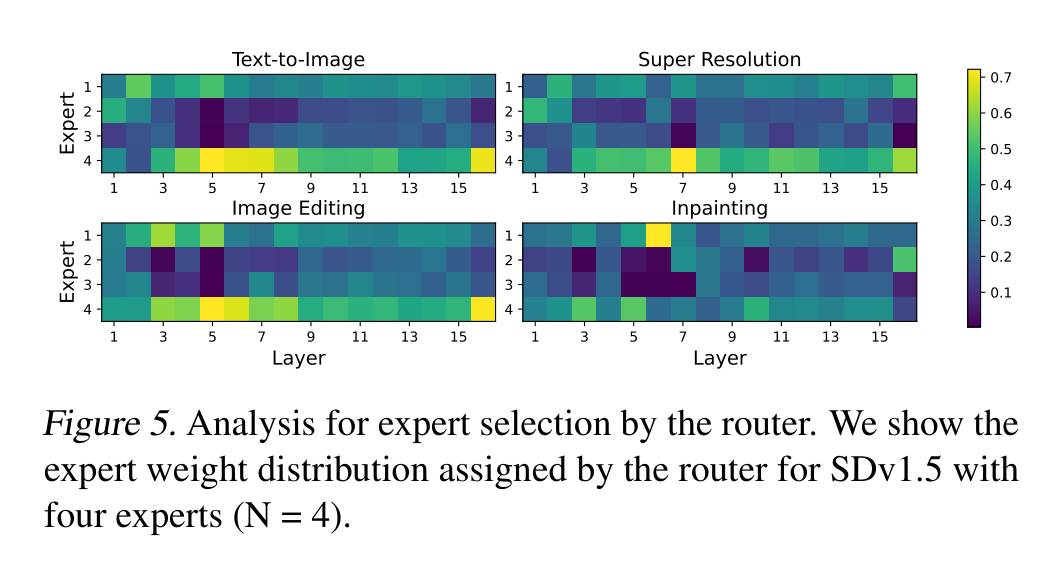 Text-to-Image Super Resolution
Expert 1 2 3 4 1 2 3 4
1 3 5 7 9 11 13 15 1 3 5 7 9 11 13 15
Image Editing Inpainting
Expert 1 2 3 4 1 2 3 4
1 3 5 7 9 11 13 15 1 3 5 7 9 11 13 15
Layer Layer
0.7
0.6
0.5
0.4
0.3
0.2
0.1
Figure 5. Analysis for expert selection by the router. We show the
expert weight distribution assigned by the router for SDv1.5 with
four experts (N = 4).